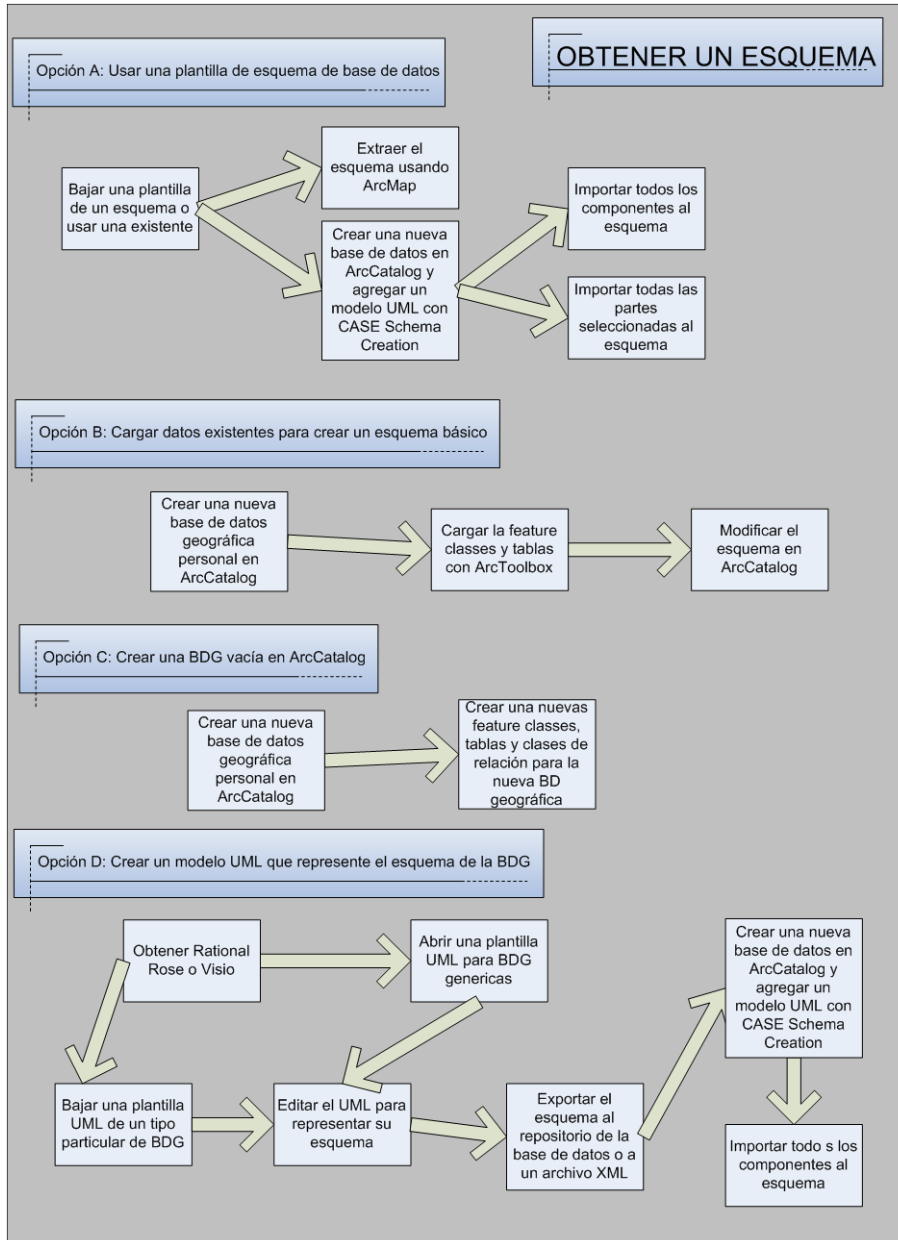 OBTENER UN ESQUEMA
Opción A: Usar una plantilla de esquema de base de datos
Bajar una plantilla
de un esquema o
usar una existente
Extraer el
esquema usando
ArcMap
Crear una nueva
base de datos en
ArcCatalog y
agregar un
modelo UML con
CASE Schema
Creation
Importar todos los
componentes al
esquema
Importar todas las
partes
seleccionadas al
esquema
Opción B: Cargar datos existentes para crear un esquema básico
Crear una nueva
base de datos
geográfica
personal en
ArcCatalog
Cargar la feature
classes y tablas
con ArcToolbox
Modificar el
esquema en
ArcCatalog
Opción C: Crear una BDG vacía en ArcCatalog
Crear una nueva
base de datos
geográfica
personal en
ArcCatalog
Crear una nuevas
feature classes,
tablas y clases de
relación para la
nueva BD
geográfica
Opción D: Crear un modelo UML que represente el esquema de la BDG
Obtener Rational
Rose o Visio
Abrir una plantilla
UML para BDG
genericas
Bajar una plantilla
UML de un tipo
particular de BDG
Editar el UML para
representar su
esquema
Exportar el
esquema al
repositorio de la
base de datos o a
un archivo XML
Crear una nueva
base de datos en
ArcCatalog y
agregar un
modelo UML con
CASE Schema
Creation
Importar todo s los
componentes al
esquema